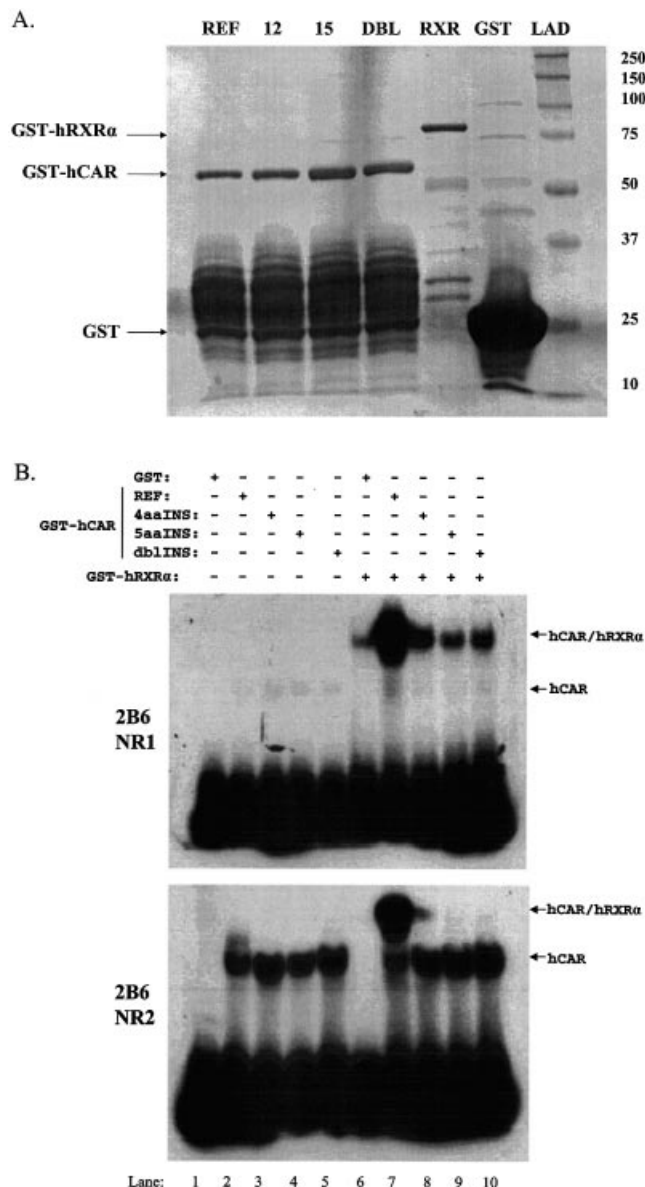 A.
REF 12 15 DBL RXR GST LAD
250
150
100
GST-hRXRα
75
GST-hCAR
50
37
GST
25
10
B.
GST: + - - - - + - - - -
REF: - + - - - - + - - -
4aaINS: - - + - - - - + - -
GST-hCAR
5aaINS: - - - + - - - - + -
dblINS: - - - - + - - - - +
GST-hRXRα: - - - - - + + + + +
hCAR/hRXRα
hCAR
2B6
NR1
hCAR/hRXRα
hCAR
2B6
NR2
Lane: 1 2 3 4 5 6 7 8 9 10